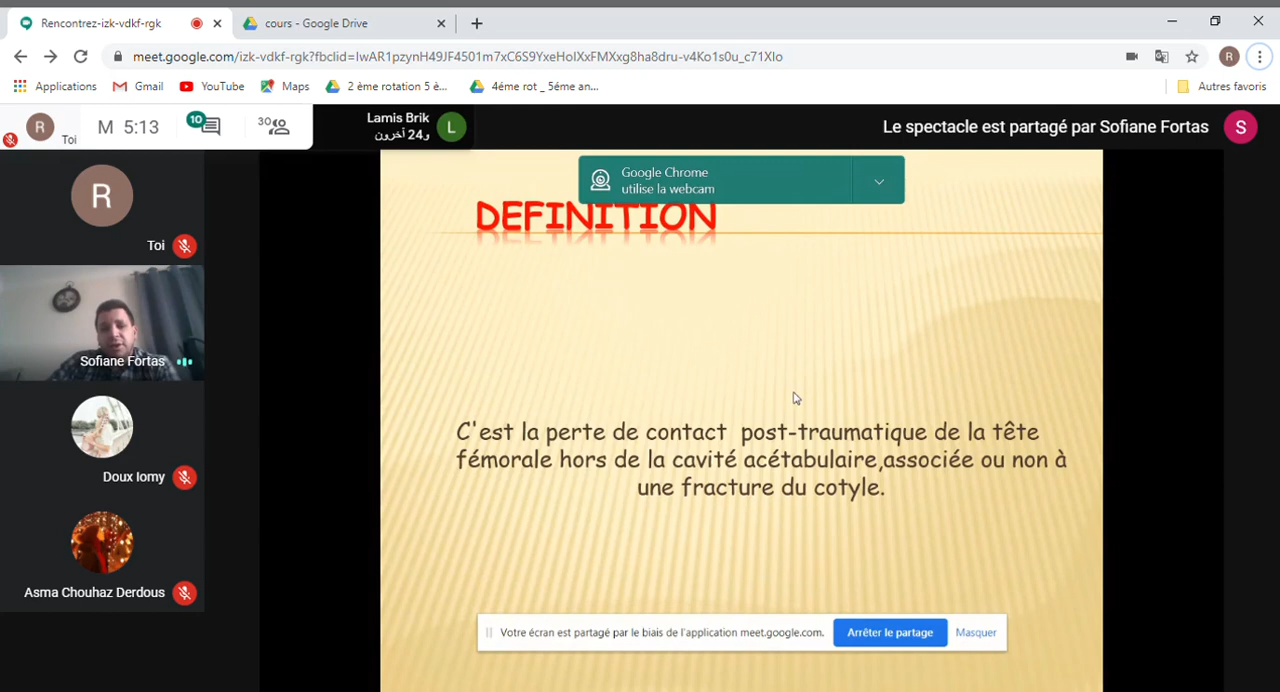 Rencontrez-izk-vdkf-rgk
cours - Google Drive
meet.google.com/izk-vdkf-rgk?fbclid=IwAR1pzynH49JF4501m7xC6S9YxeHoIXxFMXxg8ha8dru-v4Ko1s0u_c71XIo
R
Applications
Gmail
YouTube
Maps
2 ème rotation 5 è...
4éme rot _ 5éme an...
Autres favoris
R
Toi
M 5:13
10
30
Lamis Brik
و24 آخرون
L
Le spectacle est partagé par Sofiane Fortas
S
R
Toi
Sofiane Fortas
Doux Iomy
Asma Chouhaz Derdous
Google Chrome
utilise la webcam
DEFINITION
C'est la perte de contact post-traumatique de la tête
fémorale hors de la cavité acétabulaire,associée ou non à
une fracture du cotyle.
Votre écran est partagé par le biais de l'application meet.google.com.
Arrêter le partage
Masquer